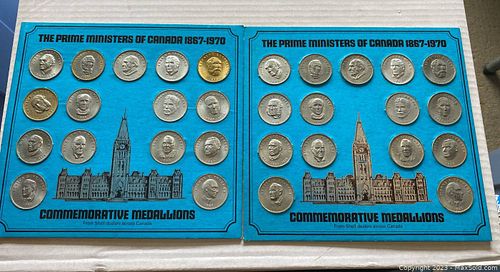 THE PRIME MINISTERS OF CANADA 1867-1970
COMMEMORATIVE MEDALLIONS
From Shell dealers across Canada
THE PRIME MINISTERS OF CANADA 1867-1970
COMMEMORATIVE MEDALLIONS
From Shell dealers across Canada
Copyright 2023 - MaxSold.com